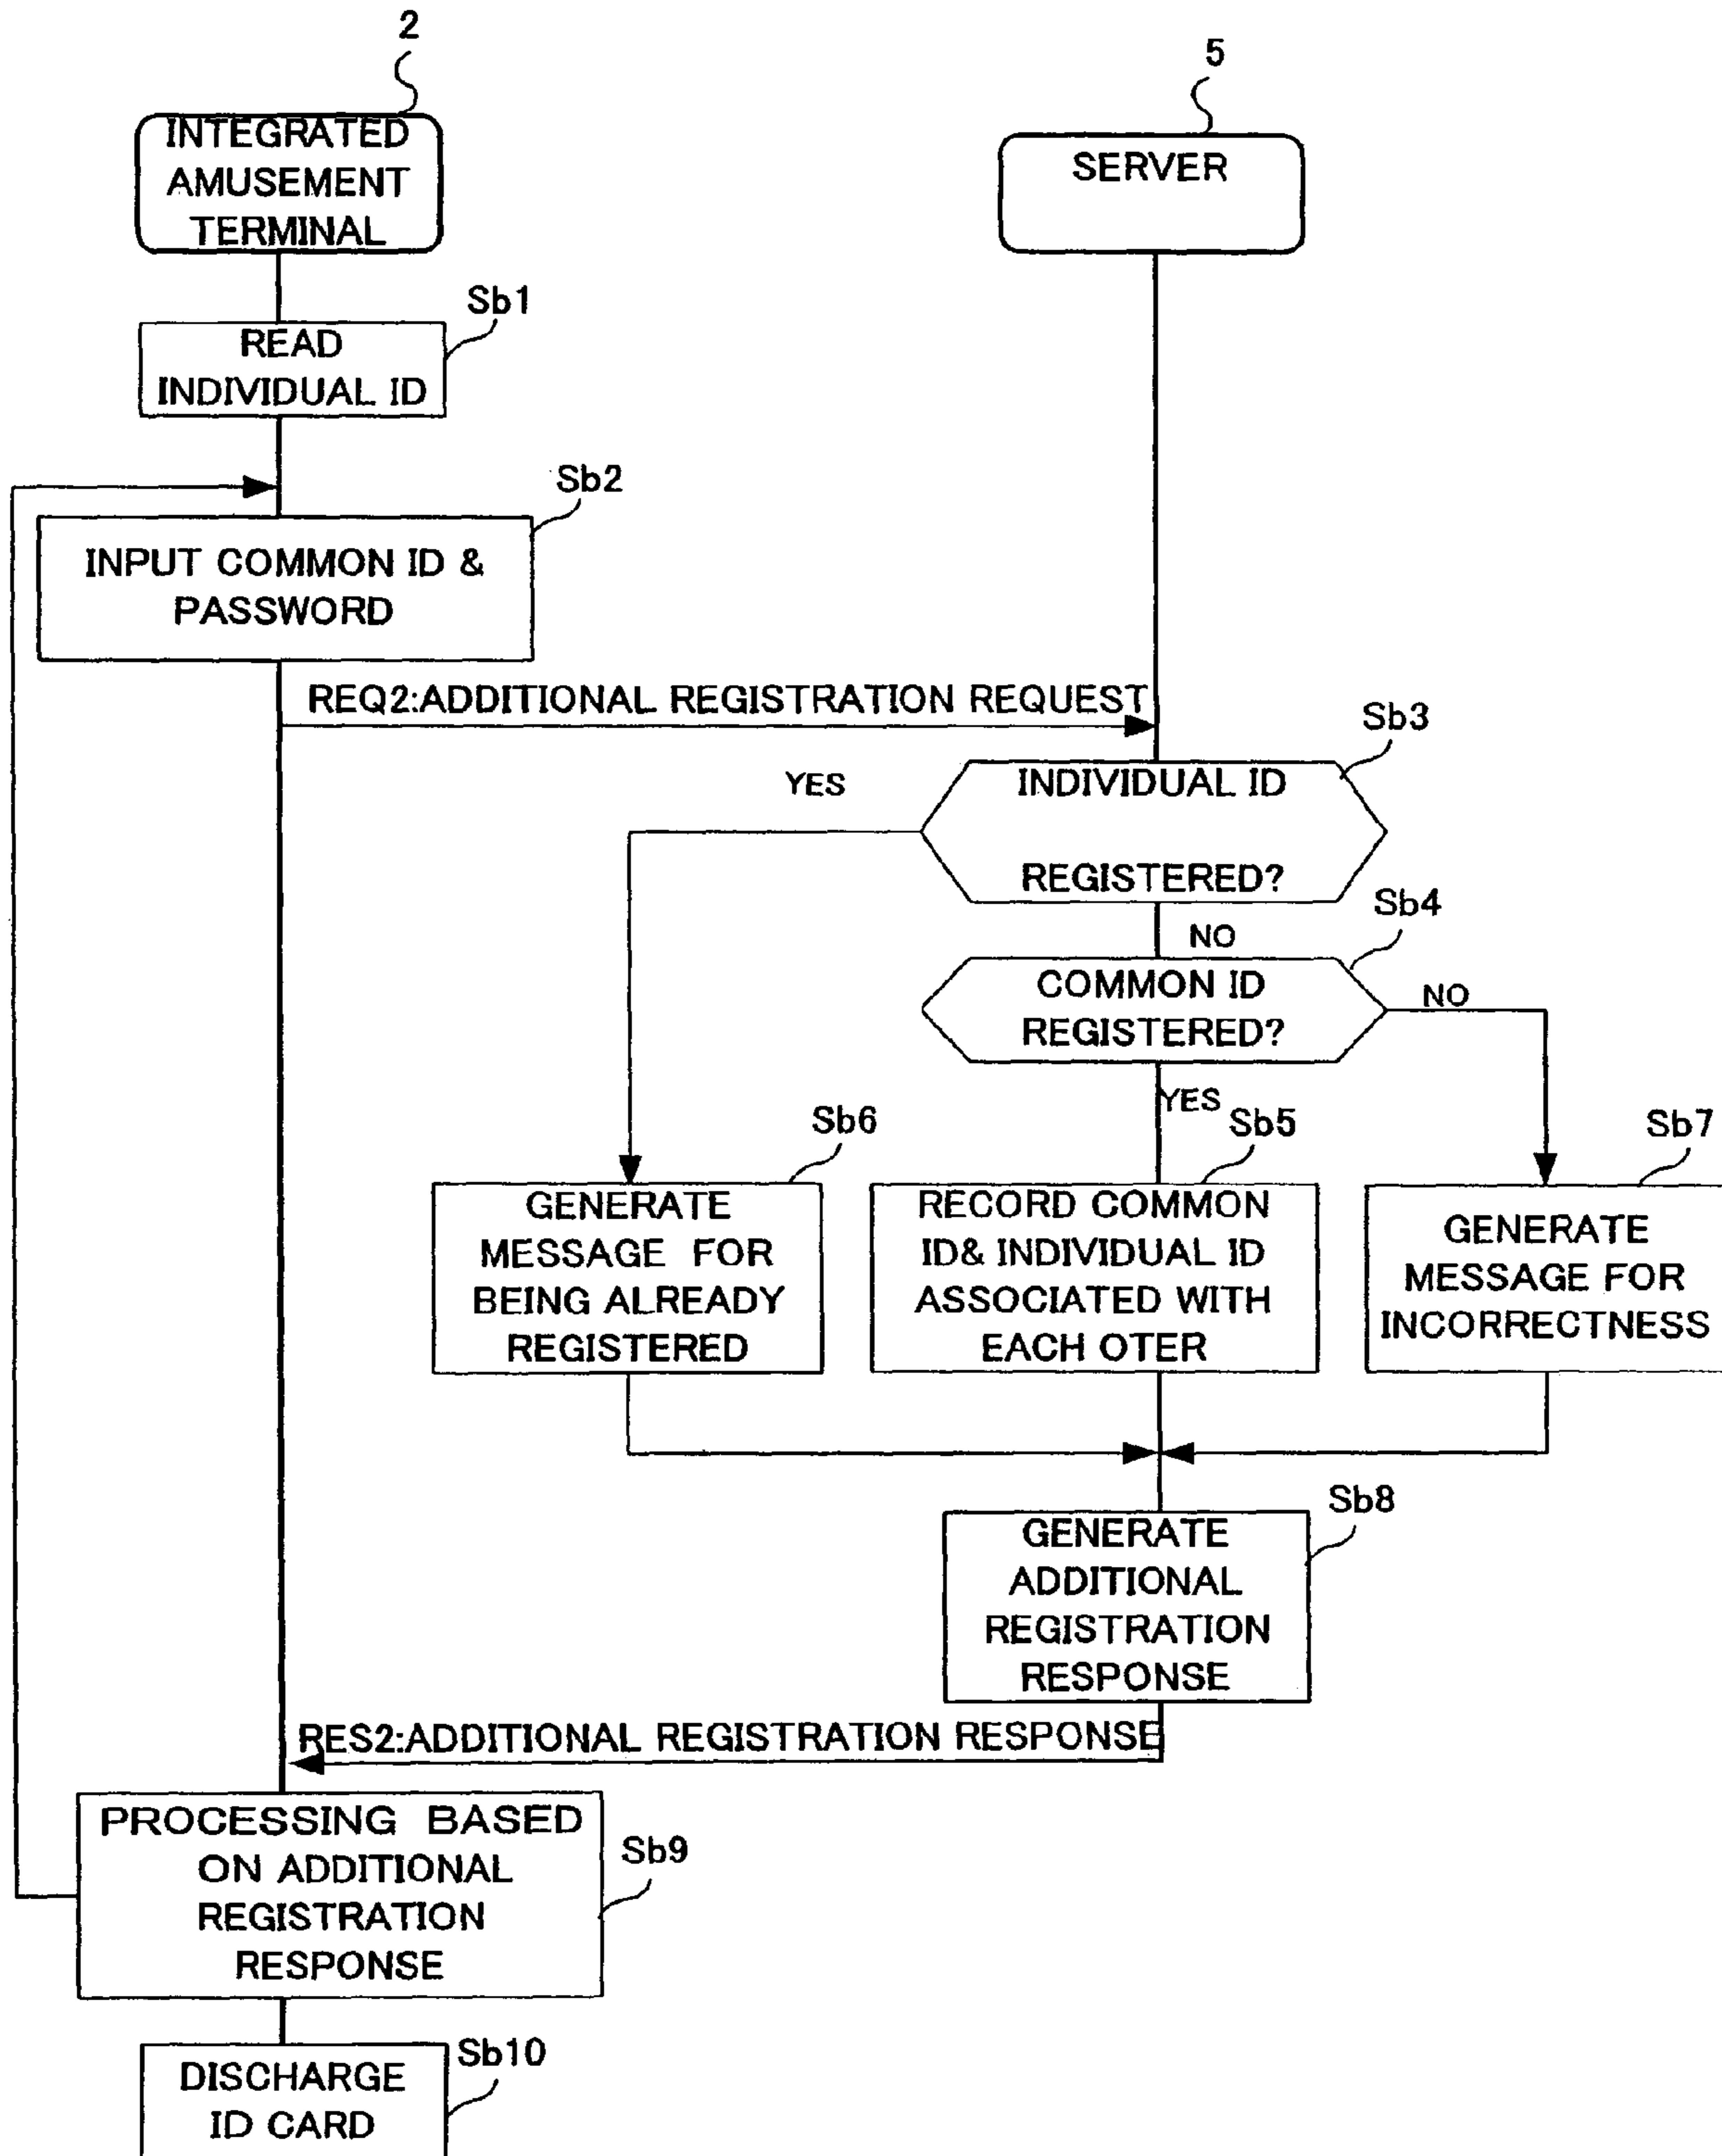 2
5
INTEGRATED
AMUSEMENT
TERMINAL
SERVER
Sb1
READ
INDIVIDUAL ID
Sb2
INPUT COMMON ID &
PASSWORD
REQ2:ADDITIONAL REGISTRATION REQUEST
Sb3
YES
INDIVIDUAL ID
REGISTERED?
Sb4
NO
COMMON ID
REGISTERED?
NO
YES
Sb6
Sb5
Sb7
GENERATE
MESSAGE FOR
BEING ALREADY
REGISTERED
RECORD COMMON
ID& INDIVIDUAL ID
ASSOCIATED WITH
EACH OTER
GENERATE
MESSAGE FOR
INCORRECTNESS
Sb8
GENERATE
ADDITIONAL
REGISTRATION
RESPONSE
RES2:ADDITIONAL REGISTRATION RESPONSE
PROCESSING BASED
ON ADDITIONAL
REGISTRATION
RESPONSE
Sb9
Sb10
DISCHARGE
ID CARD